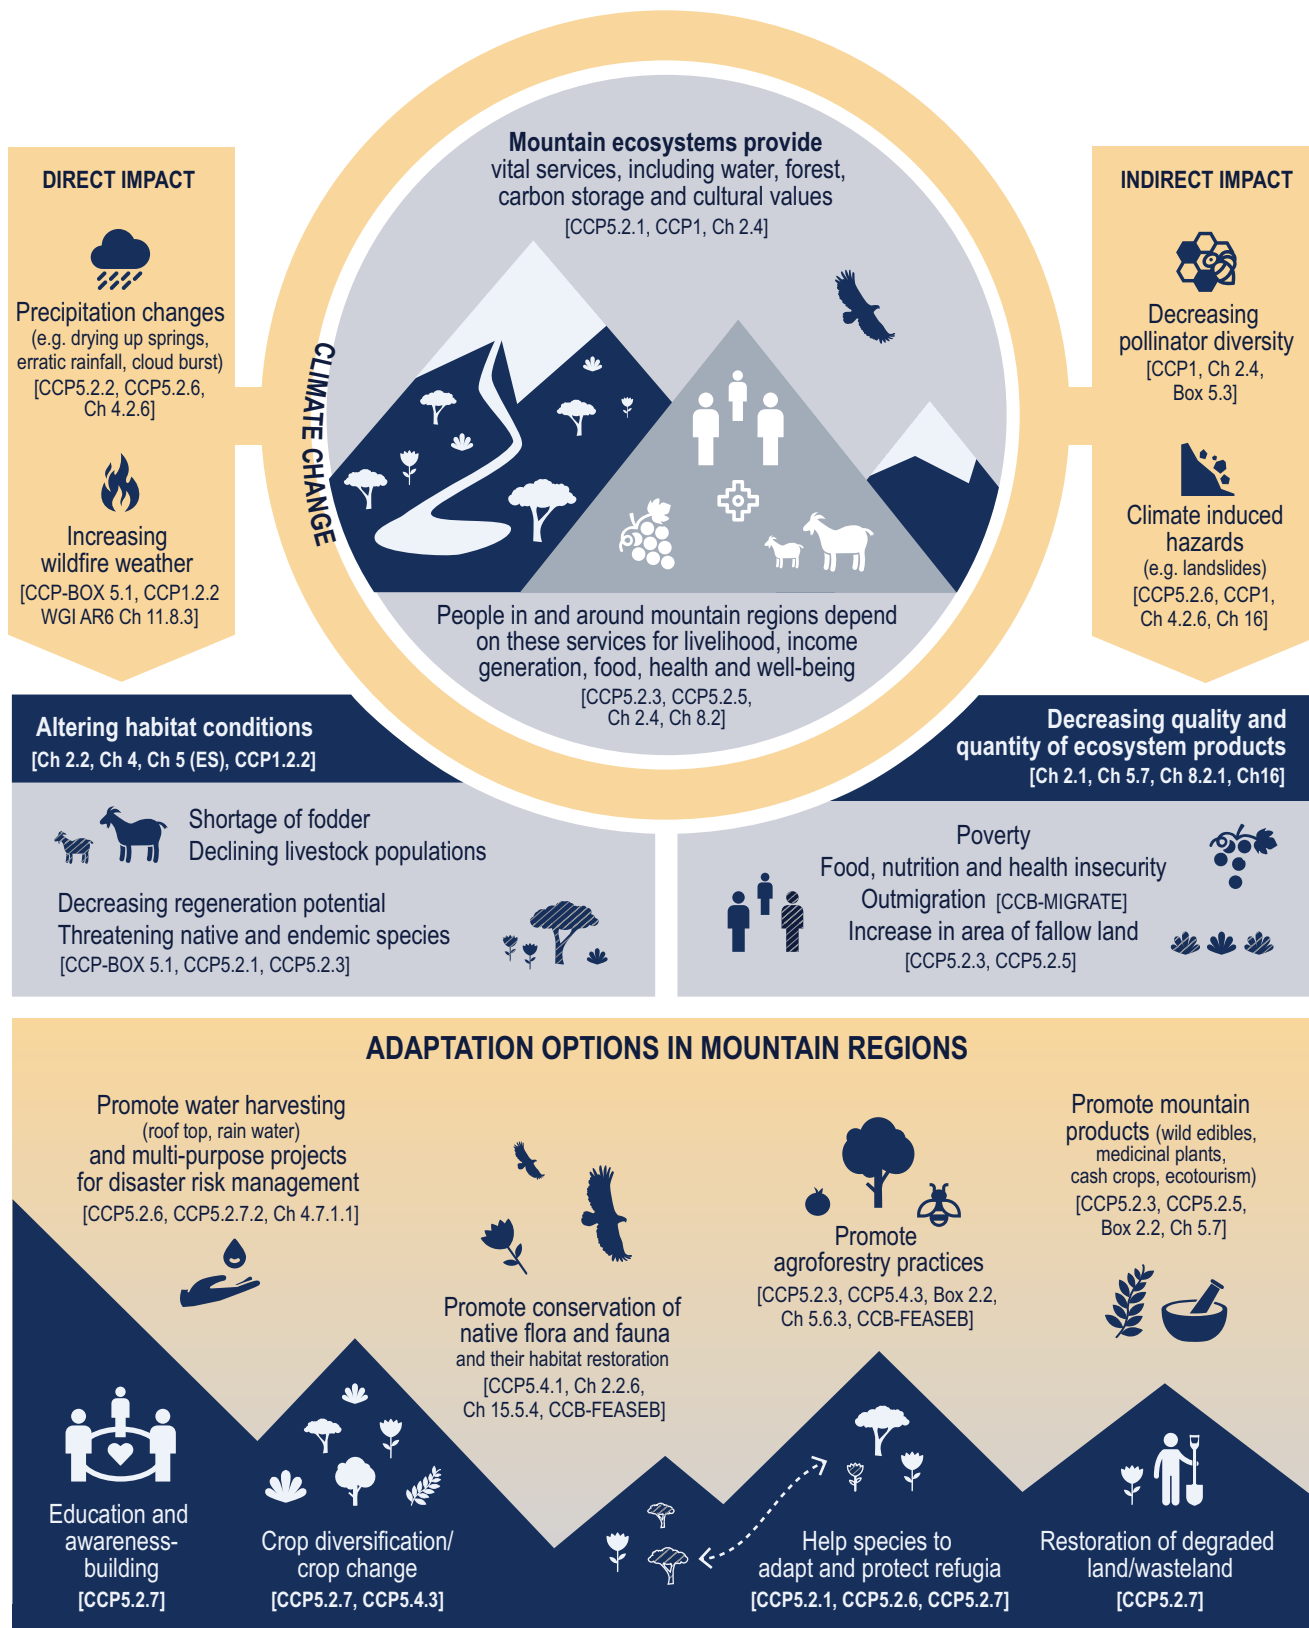 Mountain ecosystems provide
vital services, including water, forest,
carbon storage and cultural values
[CCP5.2.1, CCP1, Ch 2.4]
DIRECT IMPACT
Precipitation changes
(e.g. drying up springs,
erratic rainfall, cloud burst)
[CCP5.2.2, CCP5.2.6,
Ch 4.2.6]
Increasing
wildfire weather
[CCP-BOX 5.1, CCP1.2.2
WGI AR6 Ch 11.8.3]
CLIMATE CHANGE
INDIRECT IMPACT
Decreasing
pollinator diversity
[CCP1, Ch 2.4,
Box 5.3]
Climate induced
hazards
(e.g. landslides)
[CCP5.2.6, CCP1,
Ch 4.2.6, Ch 16]
People in and around mountain regions depend
on these services for livelihood, income
generation, food, health and well-being
[CCP5.2.3, CCP5.2.5,
Ch 2.4, Ch 8.2]
Altering habitat conditions
[Ch 2.2, Ch 4, Ch 5 (ES), CCP1.2.2]
Shortage of fodder
Declining livestock populations
Decreasing regeneration potential
Threatening native and endemic species
[CCP-BOX 5.1, CCP5.2.1, CCP5.2.3]
Decreasing quality and
quantity of ecosystem products
[Ch 2.1, Ch 5.7, Ch 8.2.1, Ch16]
Poverty
Food, nutrition and health insecurity
Outmigration [CCB-MIGRATE]
Increase in area of fallow land
[CCP5.2.3, CCP5.2.5]
ADAPTATION OPTIONS IN MOUNTAIN REGIONS
Promote water harvesting
(roof top, rain water)
and multi-purpose projects
for disaster risk management
[CCP5.2.6, CCP5.2.7.2, Ch 4.7.1.1]
Promote conservation of
native flora and fauna
and their habitat restoration
[CCP5.4.1, Ch 2.2.6,
Ch 15.5.4, CCB-FEASEB]
Promote
agroforestry practices
[CCP5.2.3, CCP5.4.3, Box 2.2,
Ch 5.6.3, CCB-FEASEB]
Promote mountain
products (wild edibles,
medicinal plants,
cash crops, ecotourism)
[CCP5.2.3, CCP5.2.5,
Box 2.2, Ch 5.7]
Education and
awareness-
building
[CCP5.2.7]
Crop diversification/
crop change
[CCP5.2.7, CCP5.4.3]
Help species to
adapt and protect refugia
[CCP5.2.1, CCP5.2.6, CCP5.2.7]
Restoration of degraded
land/wasteland
[CCP5.2.7]